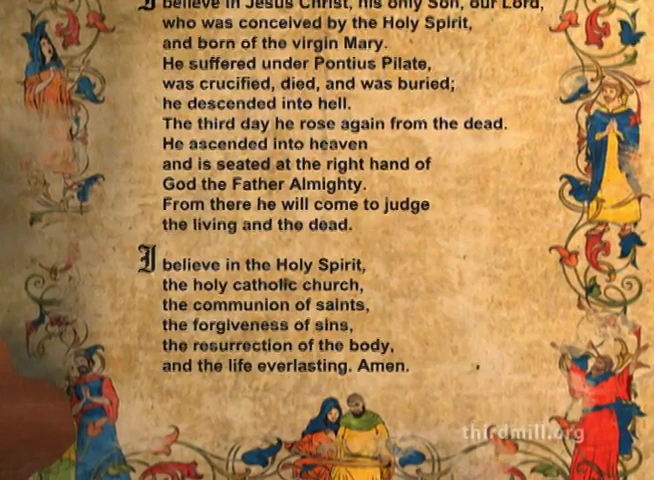 I believe in Jesus Christ, his only Son, our Lord,
who was conceived by the Holy Spirit,
and born of the virgin Mary.
He suffered under Pontius Pilate,
was crucified, died, and was buried;
he descended into hell.
The third day he rose again from the dead.
He ascended into heaven
and is seated at the right hand of
God the Father Almighty.
From there he will come to judge
the living and the dead.
I believe in the Holy Spirit,
the holy catholic church,
the communion of saints,
the forgiveness of sins,
the resurrection of the body,
and the life everlasting. Amen.
thirdmill.org